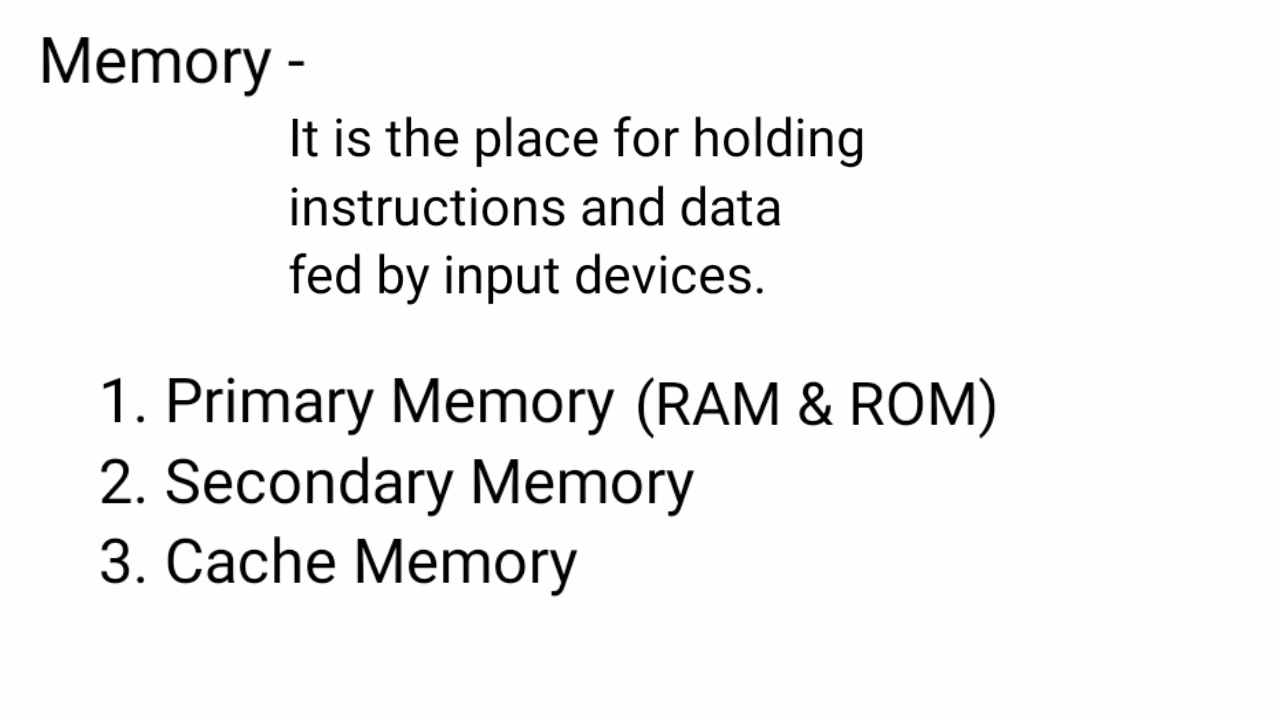 Memory -
It is the place for holding
instructions and data
fed by input devices.
1. Primary Memory (RAM & ROM)
2. Secondary Memory
3. Cache Memory